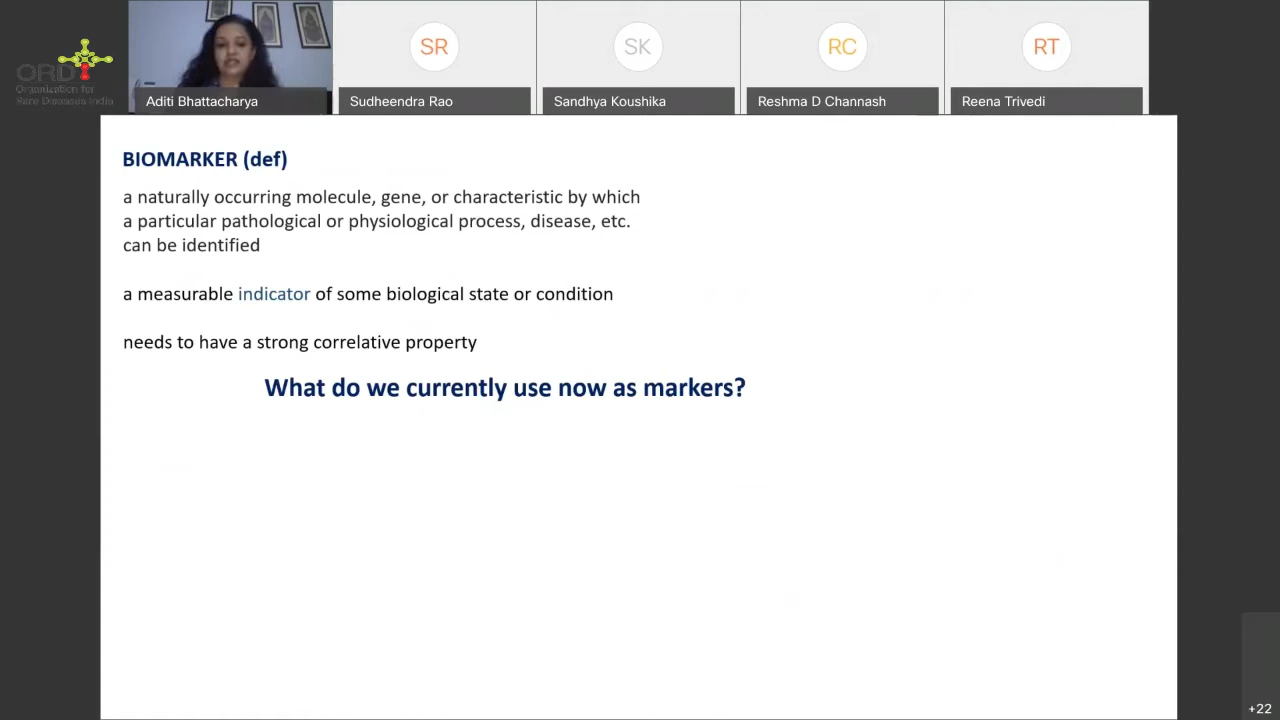 ORDI
Organization for
Rare Diseases India
SR
SK
RC
RT
Aditi Bhattacharya
Sudheendra Rao
Sandhya Koushika
Reshma D Channash
Reena Trivedi
BIOMARKER (def)
a naturally occurring molecule, gene, or characteristic by which
a particular pathological or physiological process, disease, etc.
can be identified
a measurable indicator of some biological state or condition
needs to have a strong correlative property
What do we currently use now as markers?
+22